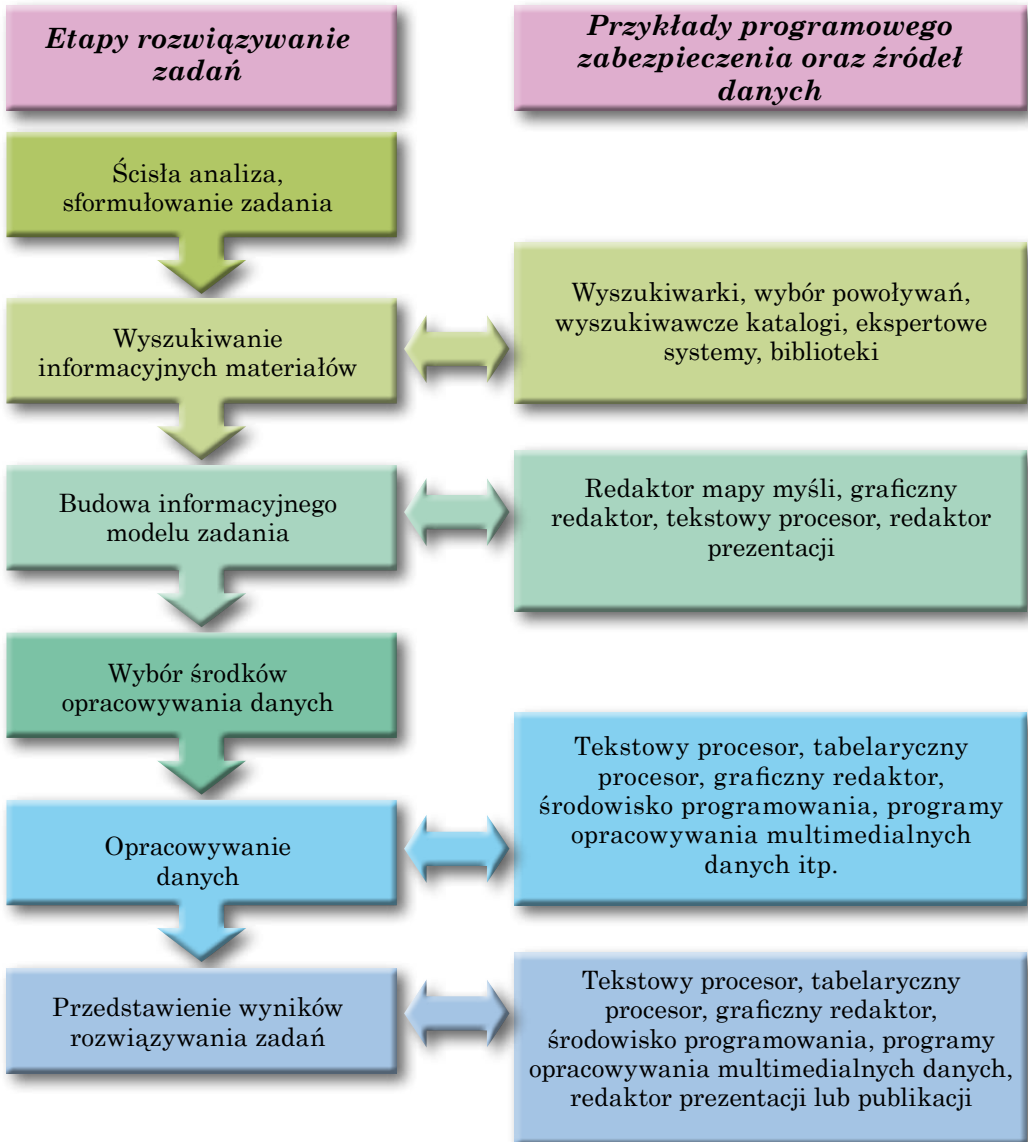 Etapy rozwiązywanie
zadań
Przykłady programowego
zabezpieczenia oraz źródeł
danych
Ścisła analiza,
sformułowanie zadania
Wyszukiwanie
informacyjnych materiałów
Wyszukiwarki, wybór powoływań,
wyszukiwawcze katalogi, ekspertowe
systemy, biblioteki
Budowa informacyjnego
modelu zadania
Redaktor mapy myśli, graficzny
redaktor, tekstowy procesor, redaktor
prezentacji
Wybór środków
opracowywania danych
Opracowywanie
danych
Tekstowy procesor, tabelaryczny
procesor, graficzny redaktor,
środowisko programowania, programy
opracowywania multimedialnych
danych itp.
Przedstawienie wyników
rozwiązywania zadań
Tekstowy procesor, tabelaryczny
procesor, graficzny redaktor,
środowisko programowania, programy
opracowywania multimedialnych danych,
redaktor prezentacji lub publikacji